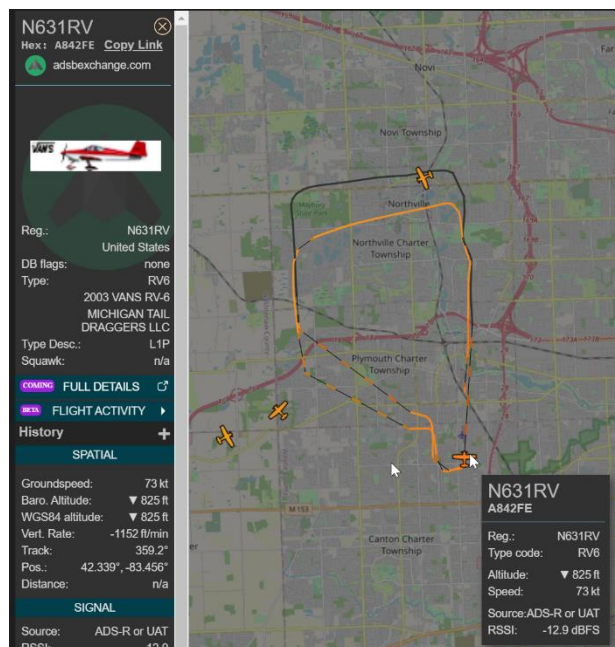 N631RV
Hex: A842FE Copy Link
adsbexchange.com
VAN'S
Reg.: N631RV
United States
DB flags: none
Type: RV6
2003 VANS RV-6
MICHIGAN TAIL
DRAGGERS LLC
Type Desc.: L1P
Squawk: n/a
COMING FULL DETAILS
BETA FLIGHT ACTIVITY
History +
SPATIAL
Groundspeed: 73 kt
Baro. Altitude: ▼ 825 ft
WGS84 altitude: ▼ 825 ft
Vert. Rate: -1152 ft/min
Track: 359.2°
Pos.: 42.339°, -83.456°
Distance: n/a
SIGNAL
Source: ADS-R or UAT
RSSI: -12.9
Novi
Novi Township
Northville
Northville Charter
Township
Plymouth Charter
Township
M 153
Canton Charter
Township
N631RV
A842FE
Reg.: N631RV
Type code: RV6
Altitude: ▼ 825 ft
Speed: 73 kt
Source: ADS-R or UAT
RSSI: -12.9 dBFS